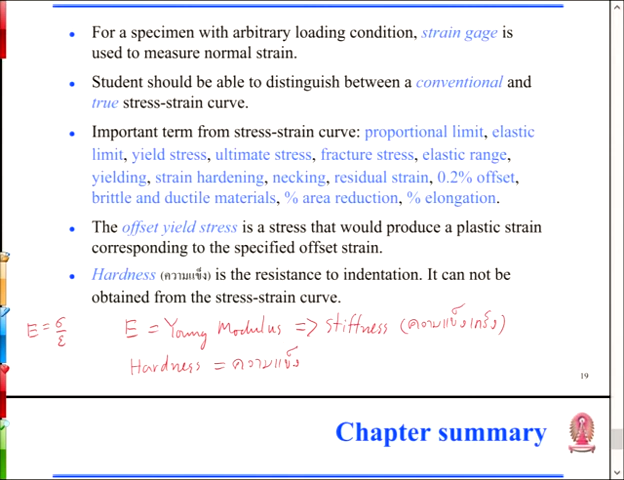 • For a specimen with arbitrary loading condition, strain gage is
used to measure normal strain.
• Student should be able to distinguish between a conventional and
true stress-strain curve.
• Important term from stress-strain curve: proportional limit, elastic
limit, yield stress, ultimate stress, fracture stress, elastic range,
yielding, strain hardening, necking, residual strain, 0.2% offset,
brittle and ductile materials, % area reduction, % elongation.
• The offset yield stress is a stress that would produce a plastic strain
corresponding to the specified offset strain.
• Hardness (ความแข็ง) is the resistance to indentation. It can not be
obtained from the stress-strain curve.
E = σ/ε
E = Young Modulus => Stiffness (ความแข็งเกร็ง)
Hardness = ความแข็ง
19
Chapter summary